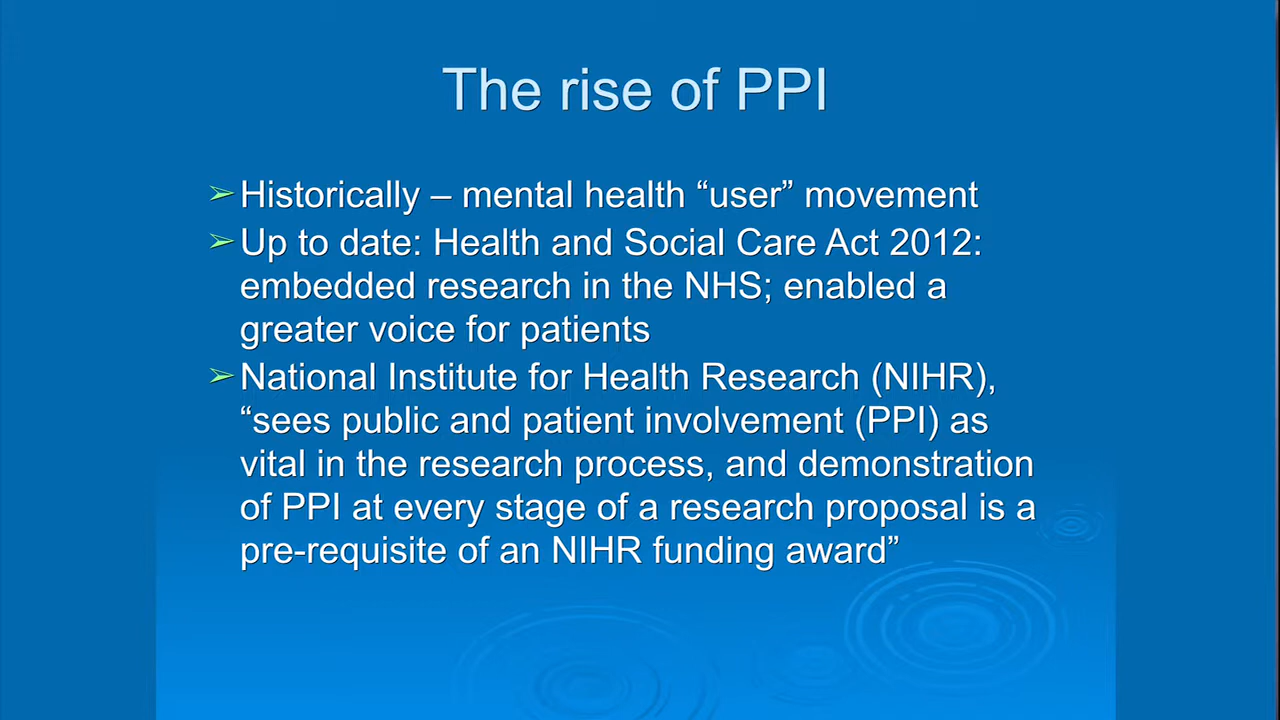 The rise of PPI
➢Historically – mental health “user” movement
➢Up to date: Health and Social Care Act 2012:
embedded research in the NHS; enabled a
greater voice for patients
➢National Institute for Health Research (NIHR),
“sees public and patient involvement (PPI) as
vital in the research process, and demonstration
of PPI at every stage of a research proposal is a
pre-requisite of an NIHR funding award”